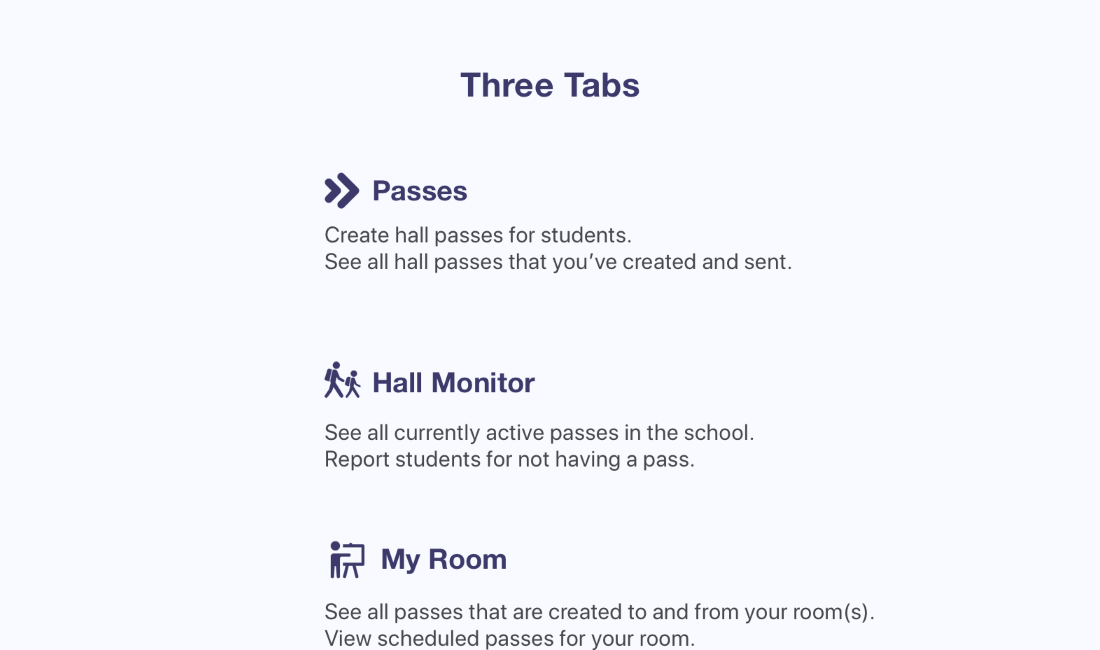 Three Tabs
Passes
Create hall passes for students.
See all hall passes that you’ve created and sent.
Hall Monitor
See all currently active passes in the school.
Report students for not having a pass.
My Room
See all passes that are created to and from your room(s).
View scheduled passes for your room.